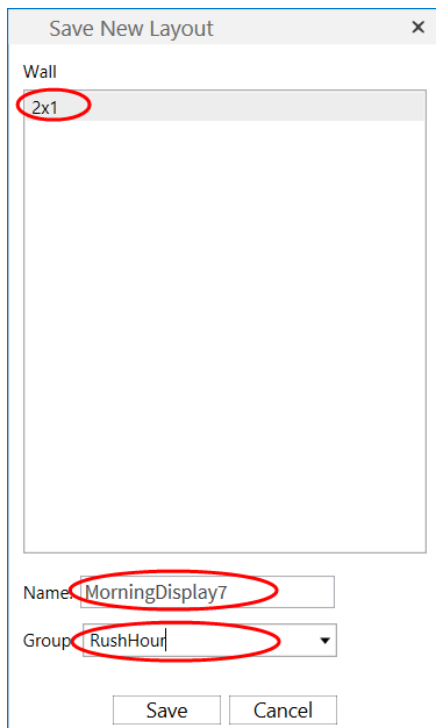 Save New Layout ×
Wall
2x1
Name: MorningDisplay7
Group: RushHour
Save Cancel